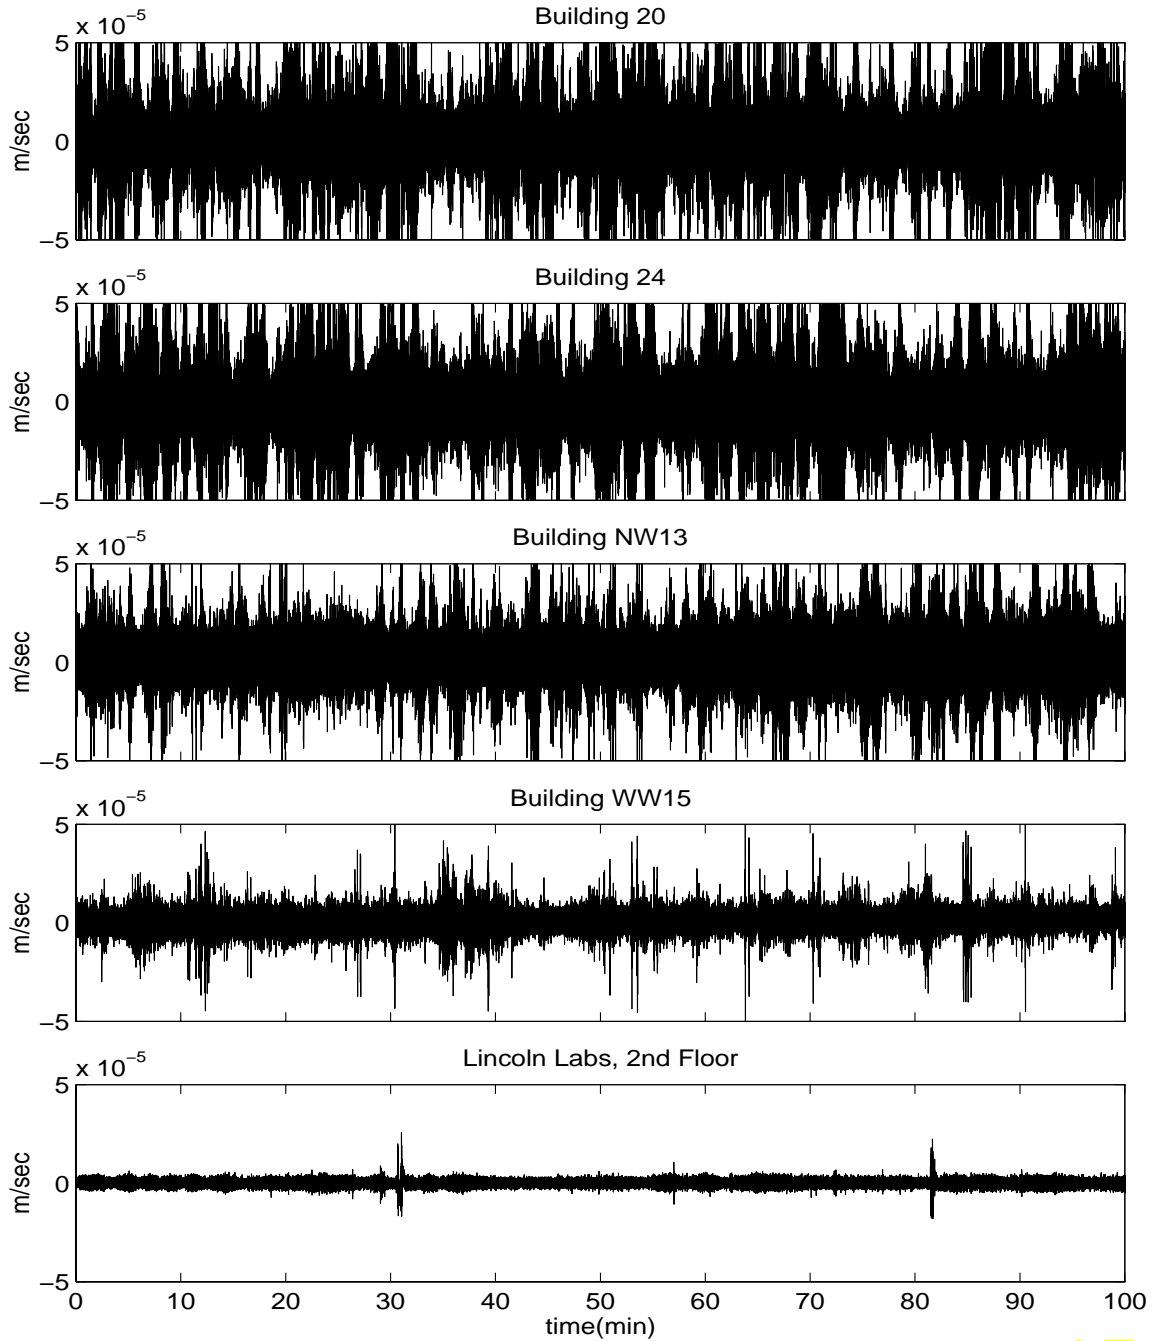 Building 20
x 10⁻⁵
5
0
−5
m/sec
Building 24
x 10⁻⁵
5
0
−5
m/sec
Building NW13
x 10⁻⁵
5
0
−5
m/sec
Building WW15
x 10⁻⁵
5
0
−5
m/sec
Lincoln Labs, 2nd Floor
x 10⁻⁵
5
0
−5
m/sec
0 10 20 30 40 50 60 70 80 90 100
time(min)